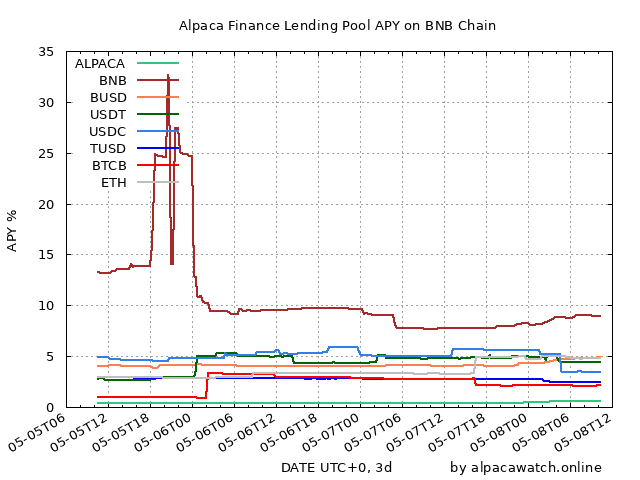 Alpaca Finance Lending Pool APY on BNB Chain
35
30
25
20
15
10
5
0
APY %
ALPACA
BNB
BUSD
USDT
USDC
TUSD
BTCB
ETH
05-05T06
05-05T12
05-05T18
05-06T00
05-06T06
05-06T12
05-06T18
05-07T00
05-07T06
05-07T12
05-07T18
05-08T00
05-08T06
05-08T12
DATE UTC+0, 3d
by alpacawatch.online